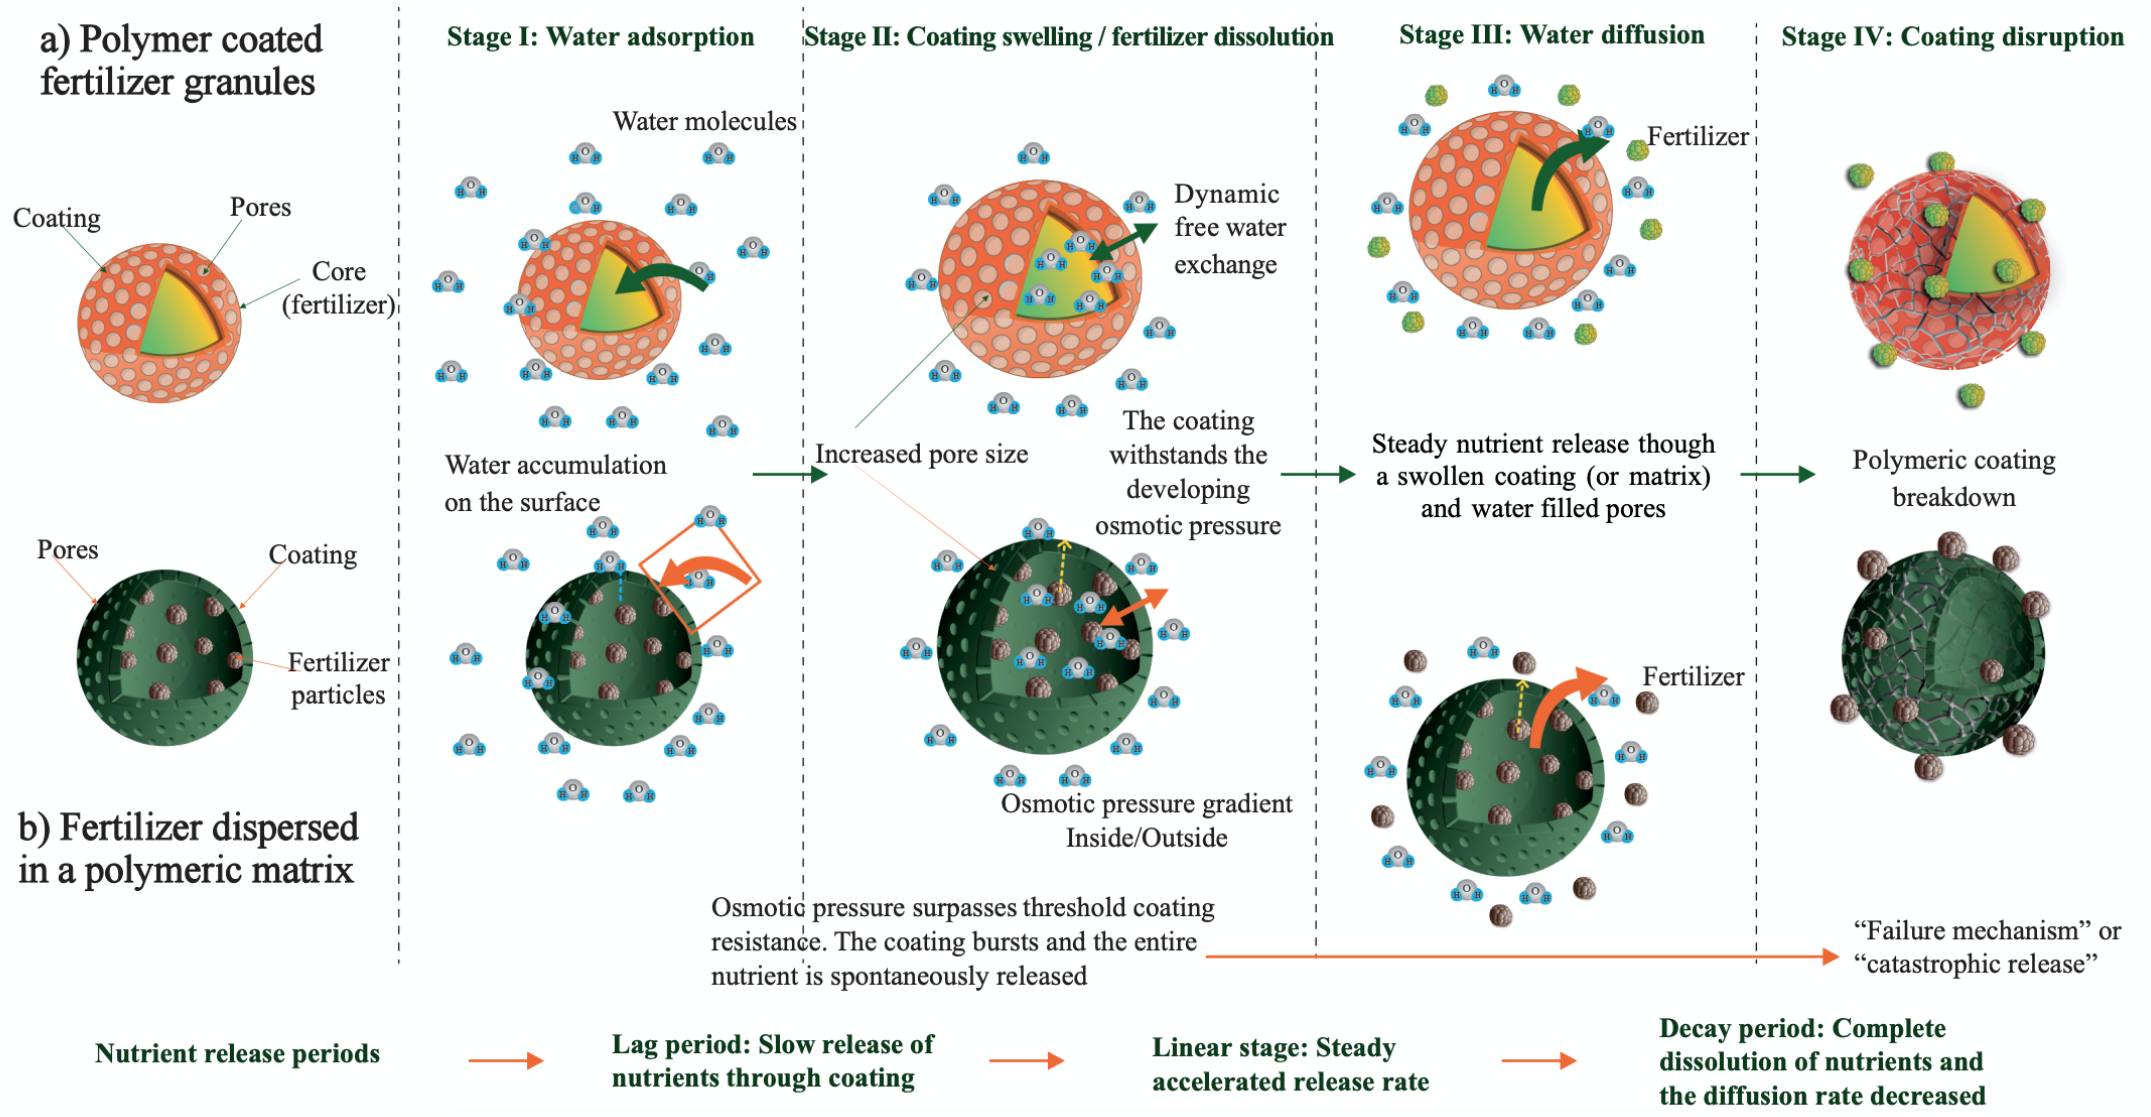 a) Polymer coated
fertilizer granules
Stage I: Water adsorption
Stage II: Coating swelling / fertilizer dissolution
Stage III: Water diffusion
Stage IV: Coating disruption
Water molecules
Coating
Pores
Core
(fertilizer)
Dynamic
free water
exchange
Fertilizer
Water accumulation
on the surface
Increased pore size
The coating
withstands the
developing
osmotic pressure
Steady nutrient release though
a swollen coating (or matrix)
and water filled pores
Polymeric coating
breakdown
Pores
Coating
Fertilizer
particles
Fertilizer
b) Fertilizer dispersed
in a polymeric matrix
Osmotic pressure gradient
Inside/Outside
Osmotic pressure surpasses threshold coating
resistance. The coating bursts and the entire
nutrient is spontaneously released
“Failure mechanism” or
“catastrophic release”
Nutrient release periods
Lag period: Slow release of
nutrients through coating
Linear stage: Steady
accelerated release rate
Decay period: Complete
dissolution of nutrients and
the diffusion rate decreased